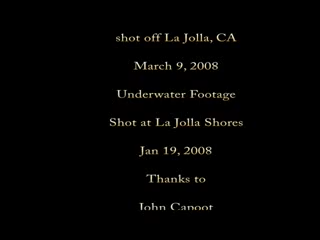 shot off La Jolla, CA
March 9, 2008
Underwater Footage
Shot at La Jolla Shores
Jan 19, 2008
Thanks to
John Capoot